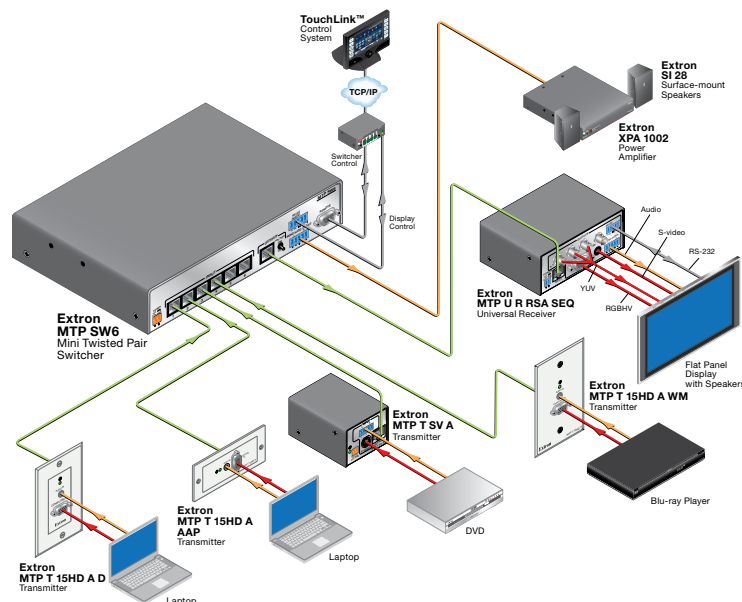 TouchLink™
Control
System
TCP/IP
Switcher
Control
Display
Control
Extron
SI 28
Surface-mount
Speakers
Extron
XPA 1002
Power
Amplifier
Extron
MTP SW6
Mini Twisted Pair
Switcher
Audio
S-video
RS-232
YUV
RGBHV
Extron
MTP U R RSA SEQ
Universal Receiver
Flat Panel
Display
with Speakers
Extron
MTP T 15HD A WM
Transmitter
Blu-ray Player
Extron
MTP T SV A
Transmitter
DVD
Extron
MTP T 15HD A
AAP
Transmitter
Laptop
Extron
MTP T 15HD A D
Transmitter
Laptop